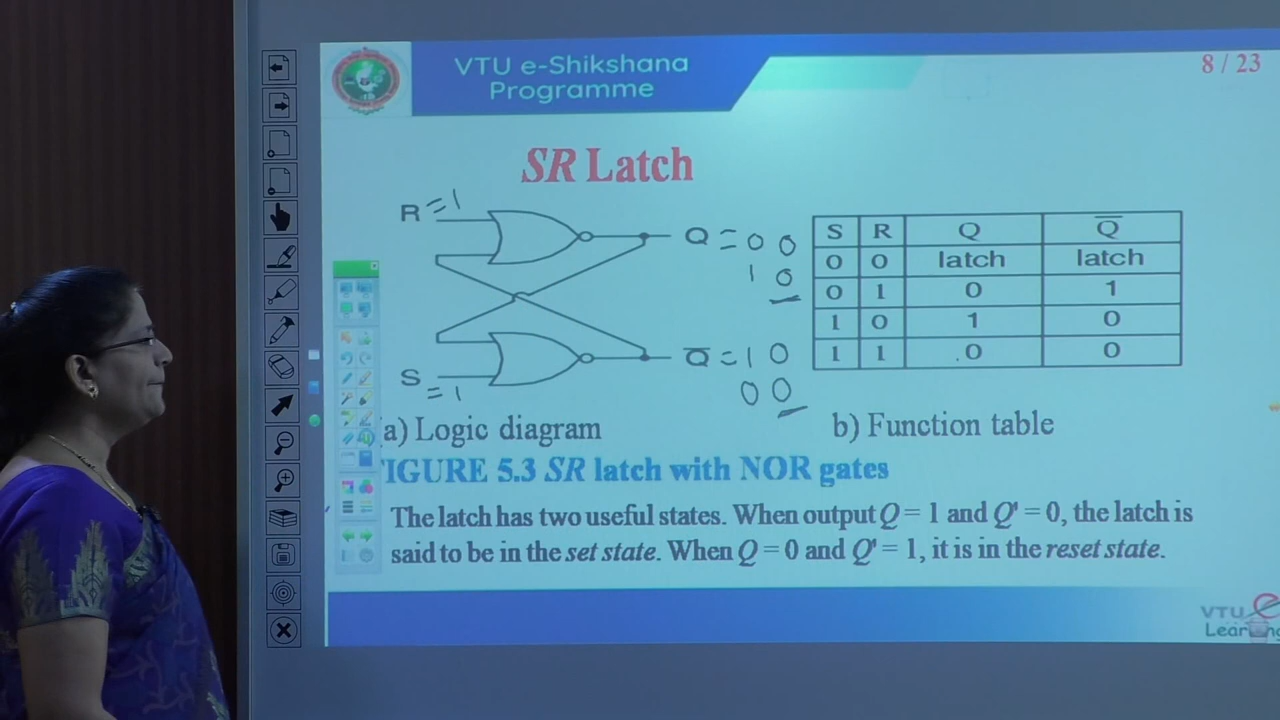 VTU e-Shikshana
Programme
8 / 23
SR Latch
R = 1
Q = 0 0
1 0
S = 1
Q̅ = 1 0
0 0
S R Q Q̅
0 0 latch latch
0 1 0 1
1 0 1 0
1 1 0 0
a) Logic diagram
b) Function table
IGURE 5.3 SR latch with NOR gates
The latch has two useful states. When output Q = 1 and Q' = 0, the latch is
said to be in the set state. When Q = 0 and Q' = 1, it is in the reset state.
VTU e
Learning